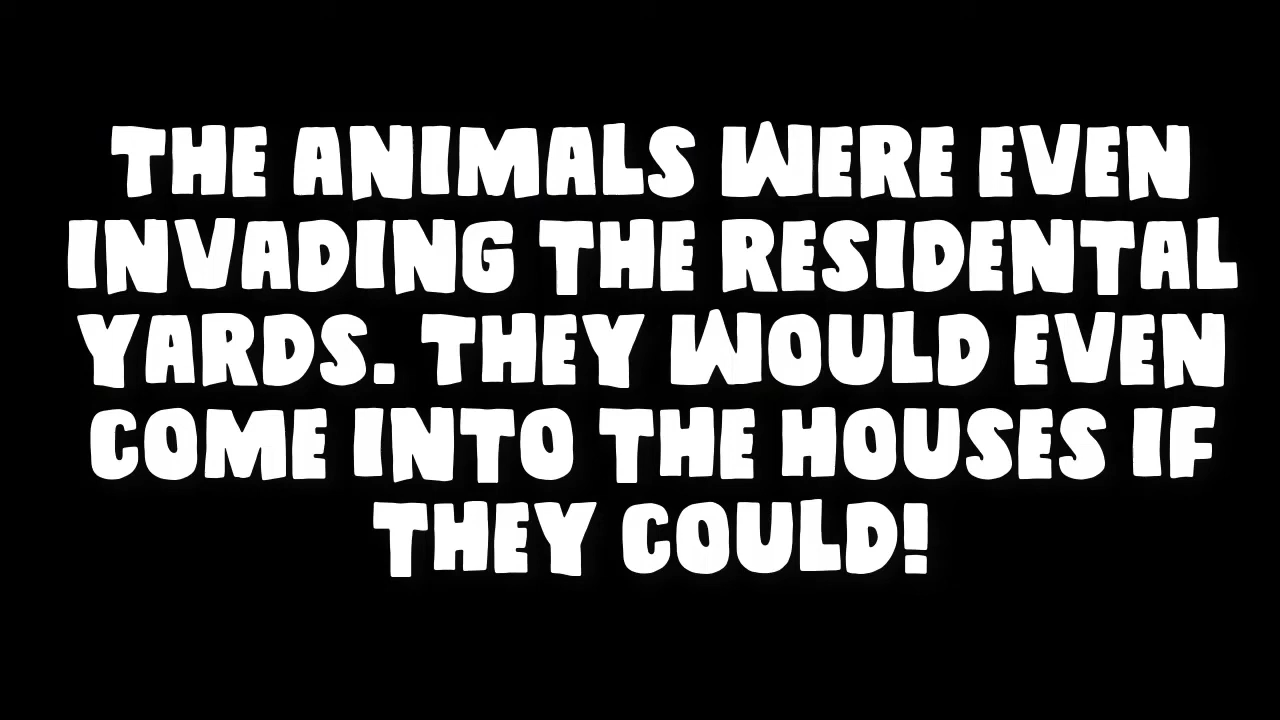 THE ANIMALS WERE EVEN
INVADING THE RESIDENTAL
YARDS. THEY WOULD EVEN
COME INTO THE HOUSES IF
THEY COULD!